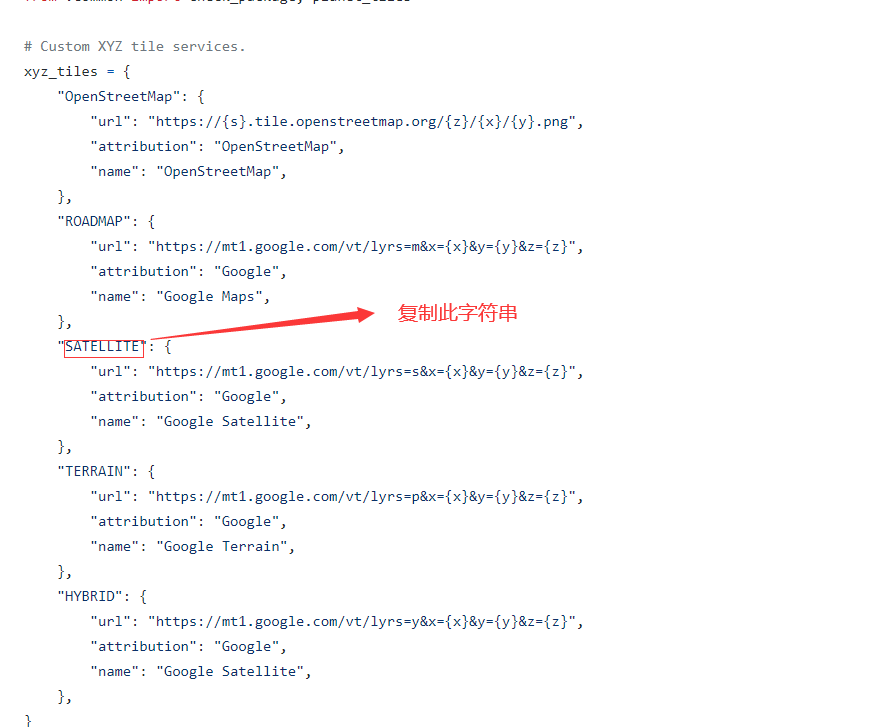 # Custom XYZ tile services.
xyz_tiles = {
"OpenStreetMap": {
"url": "https://{s}.tile.openstreetmap.org/{z}/{x}/{y}.png",
"attribution": "OpenStreetMap",
"name": "OpenStreetMap",
},
"ROADMAP": {
"url": "https://mt1.google.com/vt/lyrs=m&x={x}&y={y}&z={z}",
"attribution": "Google",
"name": "Google Maps",
},
复制此字符串
"SATELLITE": {
"url": "https://mt1.google.com/vt/lyrs=s&x={x}&y={y}&z={z}",
"attribution": "Google",
"name": "Google Satellite",
},
"TERRAIN": {
"url": "https://mt1.google.com/vt/lyrs=p&x={x}&y={y}&z={z}",
"attribution": "Google",
"name": "Google Terrain",
},
"HYBRID": {
"url": "https://mt1.google.com/vt/lyrs=y&x={x}&y={y}&z={z}",
"attribution": "Google",
"name": "Google Satellite",
},
}